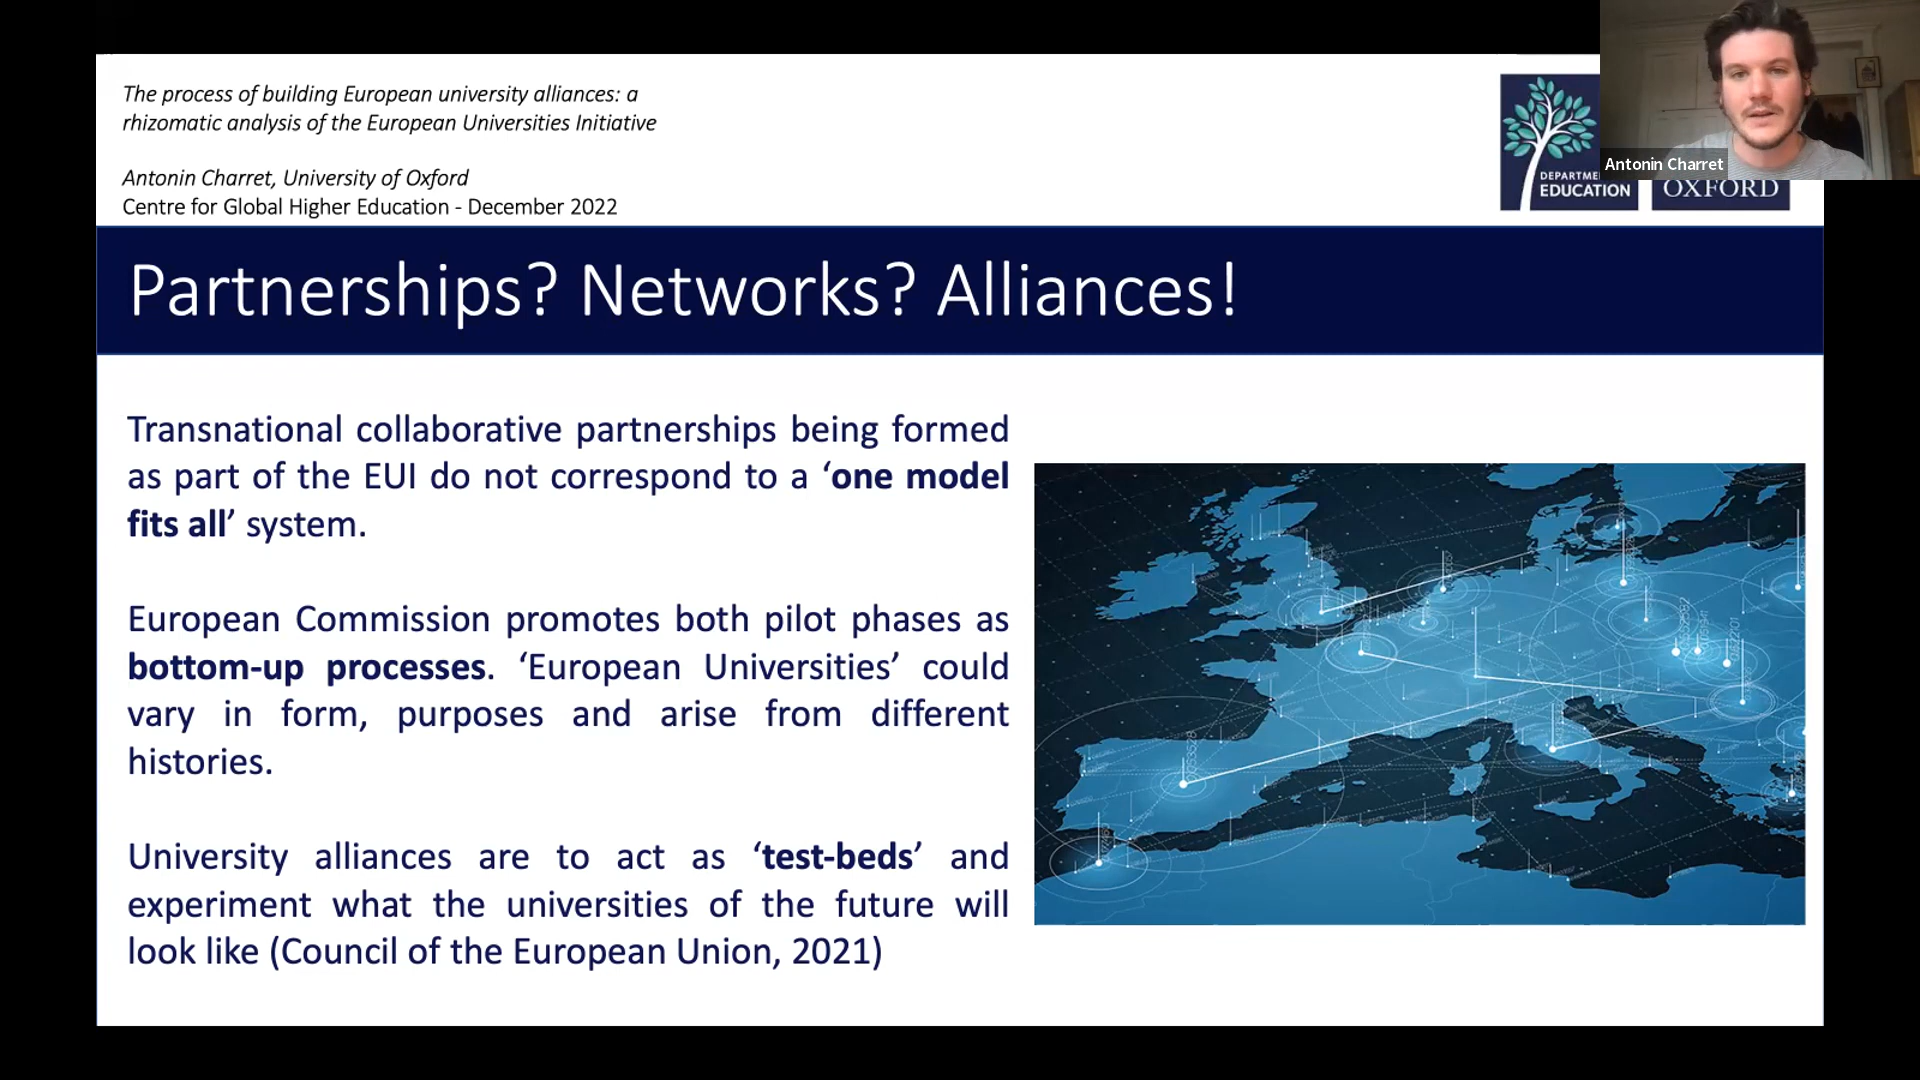 The process of building European university alliances: a
rhizomatic analysis of the European Universities Initiative
Antonin Charret, University of Oxford
Centre for Global Higher Education - December 2022
EDUCATION
OXFORD
Antonin Charret
Partnerships? Networks? Alliances!
Transnational collaborative partnerships being formed
as part of the EUI do not correspond to a ‘one model
fits all’ system.
European Commission promotes both pilot phases as
bottom-up processes. ‘European Universities’ could
vary in form, purposes and arise from different
histories.
University alliances are to act as ‘test-beds’ and
experiment what the universities of the future will
look like (Council of the European Union, 2021)